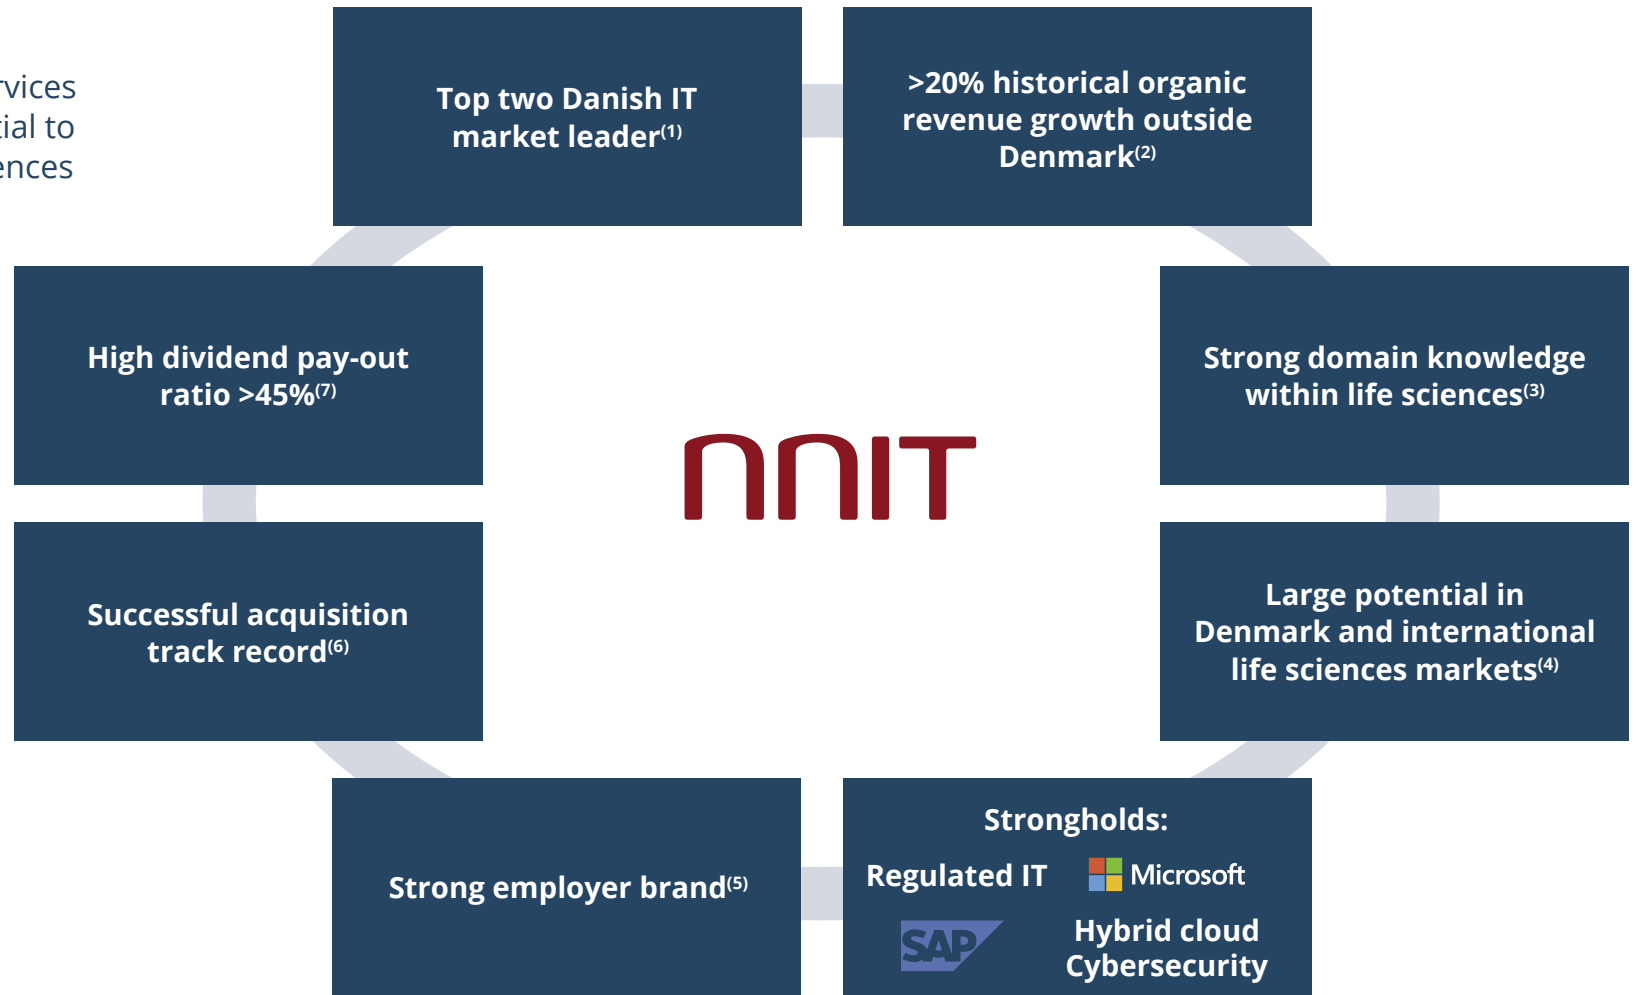 rvices
tial to
ences
Top two Danish IT
market leader(1)
>20% historical organic
revenue growth outside
Denmark(2)
High dividend pay-out
ratio >45%(7)
Strong domain knowledge
within life sciences(3)
nnIT
Successful acquisition
track record(6)
Large potential in
Denmark and international
life sciences markets(4)
Strong employer brand(5)
Strongholds:
Regulated IT
Microsoft
SAP
Hybrid cloud
Cybersecurity